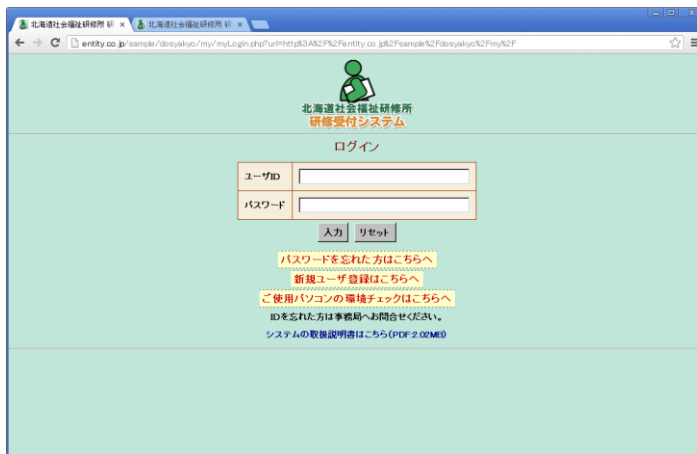 北海道社会福祉研修所 研
北海道社会福祉研修所 研
entity.co.jp/sample/dosyakyo/my/myLogin.php?url=http%3A%2F%2Fentity.co.jp%2Fsample%2Fdosyakyo%2Fmy%2F
北海道社会福祉研修所
研修受付システム
ログイン
ユーザID
パスワード
入力 リセット
パスワードを忘れた方はこちらへ
新規ユーザ登録はこちらへ
ご使用パソコンの環境チェックはこちらへ
IDを忘れた方は事務局へお問合せください。
システムの取扱説明書はこちら(PDF:2.02MB)